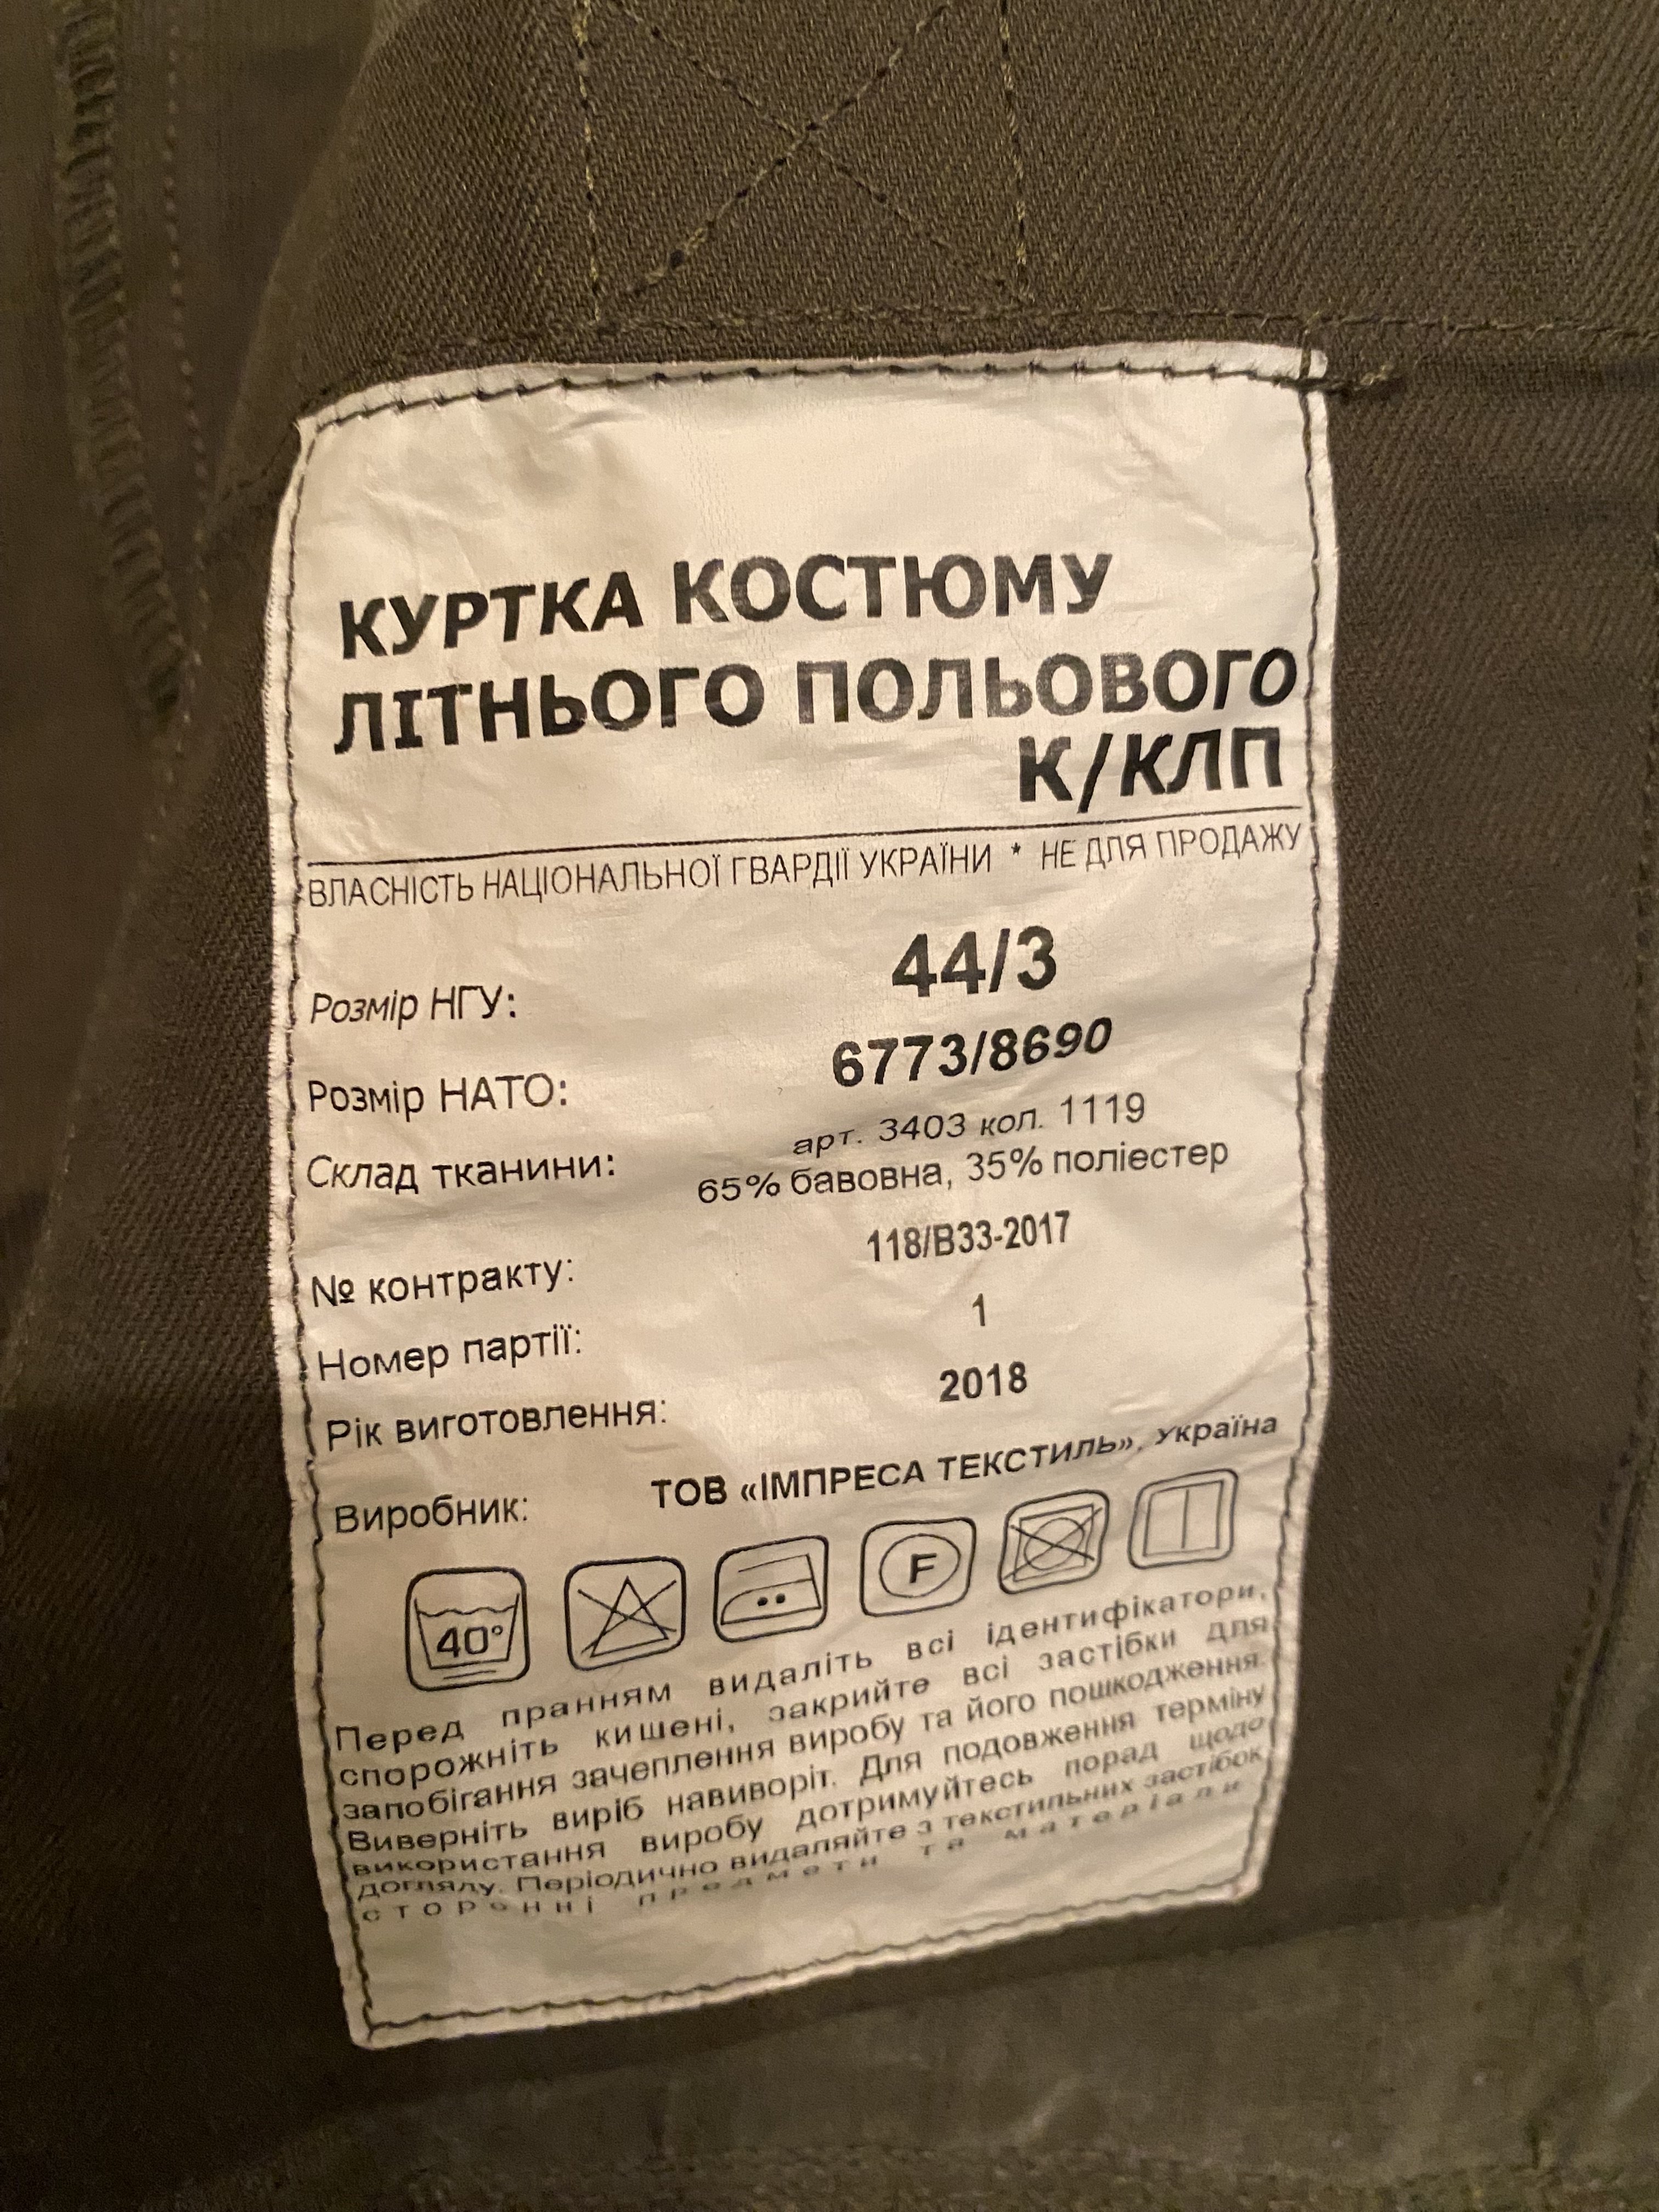 КУРТКА КОСТЮМУ
ЛІТНЬОГО ПОЛЬОВОГО
К/КЛП
ВЛАСНІСТЬ НАЦІОНАЛЬНОЇ ГВАРДІЇ УКРАЇНИ * НЕ ДЛЯ ПРОДАЖУ
Розмір НГУ: 44/3
Розмір НАТО: 6773/8690
арт. 3403 кол. 1119
Склад тканини: 65% бавовна, 35% поліестер
№ контракту: 118/В33-2017
Номер партії: 1
Рік виготовлення: 2018
Виробник: ТОВ «ІМПРЕСА ТЕКСТИЛЬ», Україна
40° F
Перед пранням видаліть всі ідентифікатори,
спорожніть кишені, закрийте всі застібки для
запобігання зачеплення виробу та його пошкодження.
Виверніть виріб навиворіт. Для подовження терміну
використання виробу дотримуйтесь порад щодо
догляду. Періодично видаляйте з текстильних застібок
сторонні предмети та матеріали